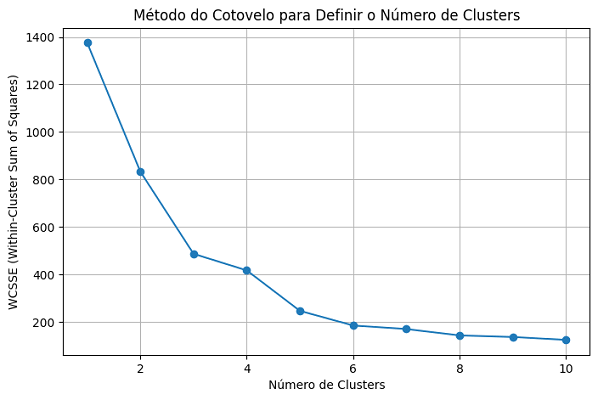 Método do Cotovelo para Definir o Número de Clusters
WCSSE (Within-Cluster Sum of Squares)
1400
1200
1000
800
600
400
200
2 4 6 8 10
Número de Clusters